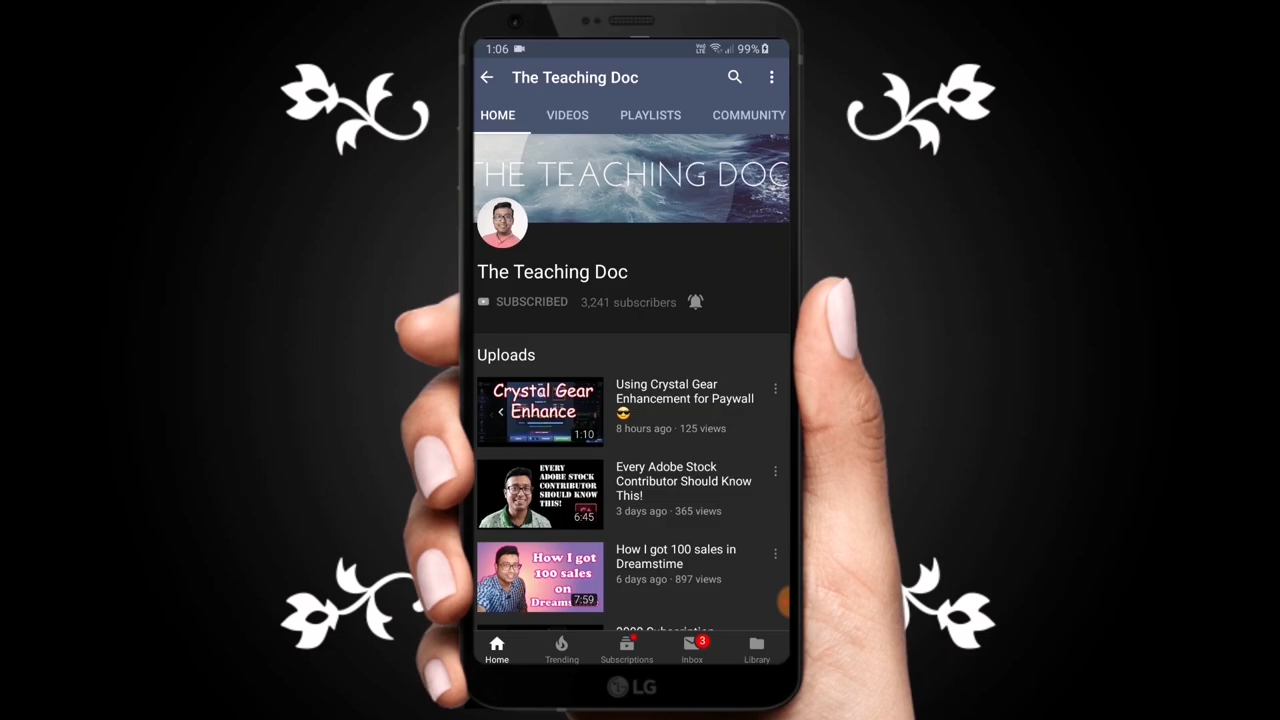 1:06 VoD LTE 99%
The Teaching Doc
HOME VIDEOS PLAYLISTS COMMUNITY
THE TEACHING DOC
The Teaching Doc
SUBSCRIBED 3,241 subscribers
Uploads
Crystal Gear
Enhance
1:10
Using Crystal Gear
Enhancement for Paywall
😎
8 hours ago · 125 views
EVERY
ADOBE STOCK
CONTRIBUTOR
SHOULD KNOW
THIS!
6:45
Every Adobe Stock
Contributor Should Know
This!
3 days ago · 365 views
How I got
100 sales
on
7:59
How I got 100 sales in
Dreamstime
6 days ago · 897 views
3
Home Trending Subscriptions Inbox Library
LG